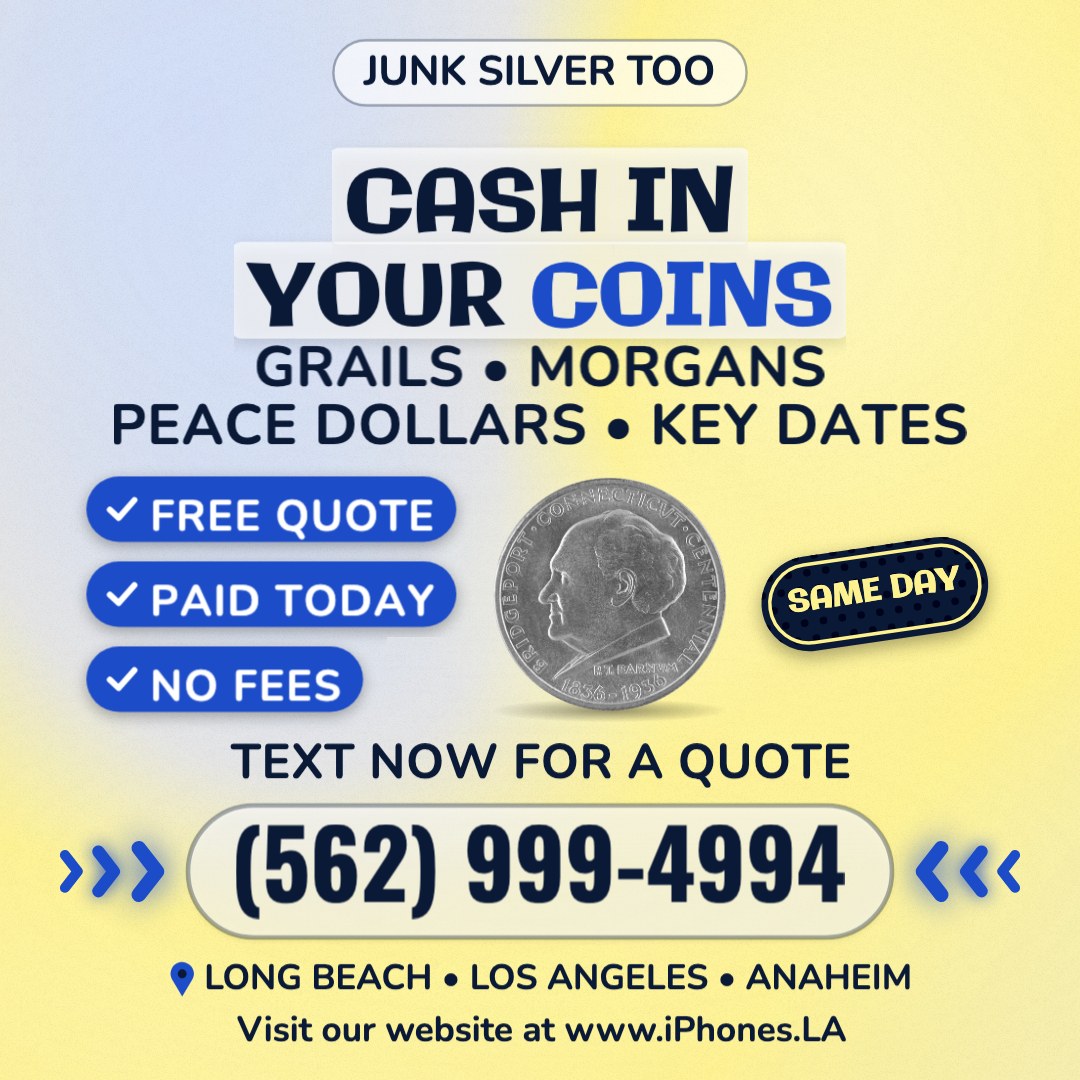 JUNK SILVER TOO
CASH IN
YOUR COINS
GRAILS • MORGANS
PEACE DOLLARS • KEY DATES
FREE QUOTE
PAID TODAY
NO FEES
BRIDGEPORT · CONNECTICUT · CENTENNIAL
P.T. BARNUM
1836 - 1936
SAME DAY
TEXT NOW FOR A QUOTE
(562) 999-4994
LONG BEACH • LOS ANGELES • ANAHEIM
Visit our website at www.iPhones.LA